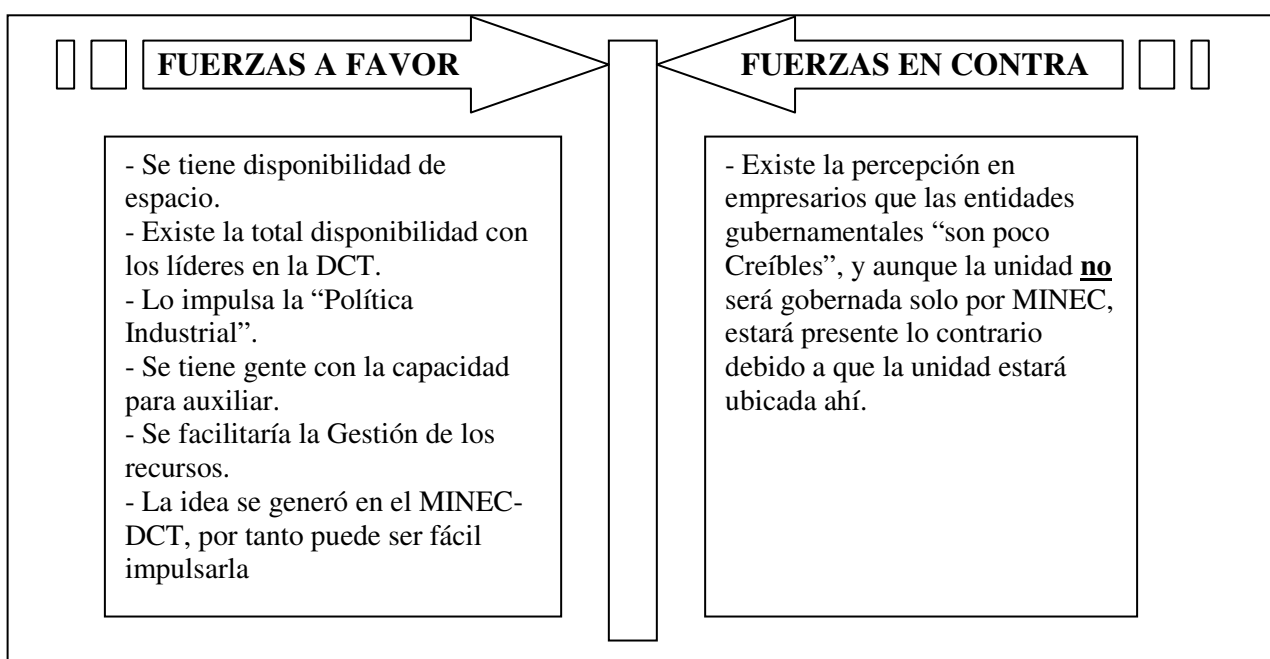 FUERZAS A FAVOR
- Se tiene disponibilidad de
espacio.
- Existe la total disponibilidad con
los líderes en la DCT.
- Lo impulsa la “Política
Industrial”.
- Se tiene gente con la capacidad
para auxiliar.
- Se facilitaría la Gestión de los
recursos.
- La idea se generó en el MINEC-
DCT, por tanto puede ser fácil
impulsarla
FUERZAS EN CONTRA
- Existe la percepción en
empresarios que las entidades
gubernamentales “son poco
Creíbles”, y aunque la unidad no
será gobernada solo por MINEC,
estará presente lo contrario
debido a que la unidad estará
ubicada ahí.